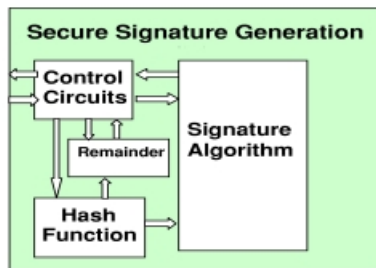 Secure Signature Generation
Control
Circuits
Remainder
Hash
Function
Signature
Algorithm